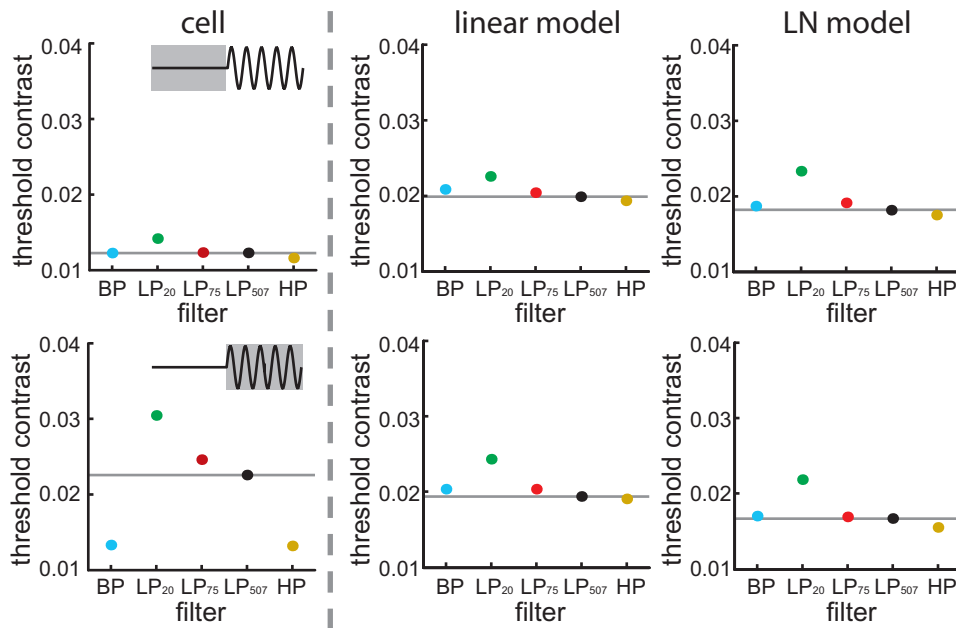 cell
linear model
LN model
0.04
0.03
0.02
0.01
threshold contrast
BP LP20 LP75 LP507 HP
filter
0.04
0.03
0.02
0.01
threshold contrast
BP LP20 LP75 LP507 HP
filter
0.04
0.03
0.02
0.01
threshold contrast
BP LP20 LP75 LP507 HP
filter
0.04
0.03
0.02
0.01
threshold contrast
BP LP20 LP75 LP507 HP
filter
0.04
0.03
0.02
0.01
threshold contrast
BP LP20 LP75 LP507 HP
filter
0.04
0.03
0.02
0.01
threshold contrast
BP LP20 LP75 LP507 HP
filter